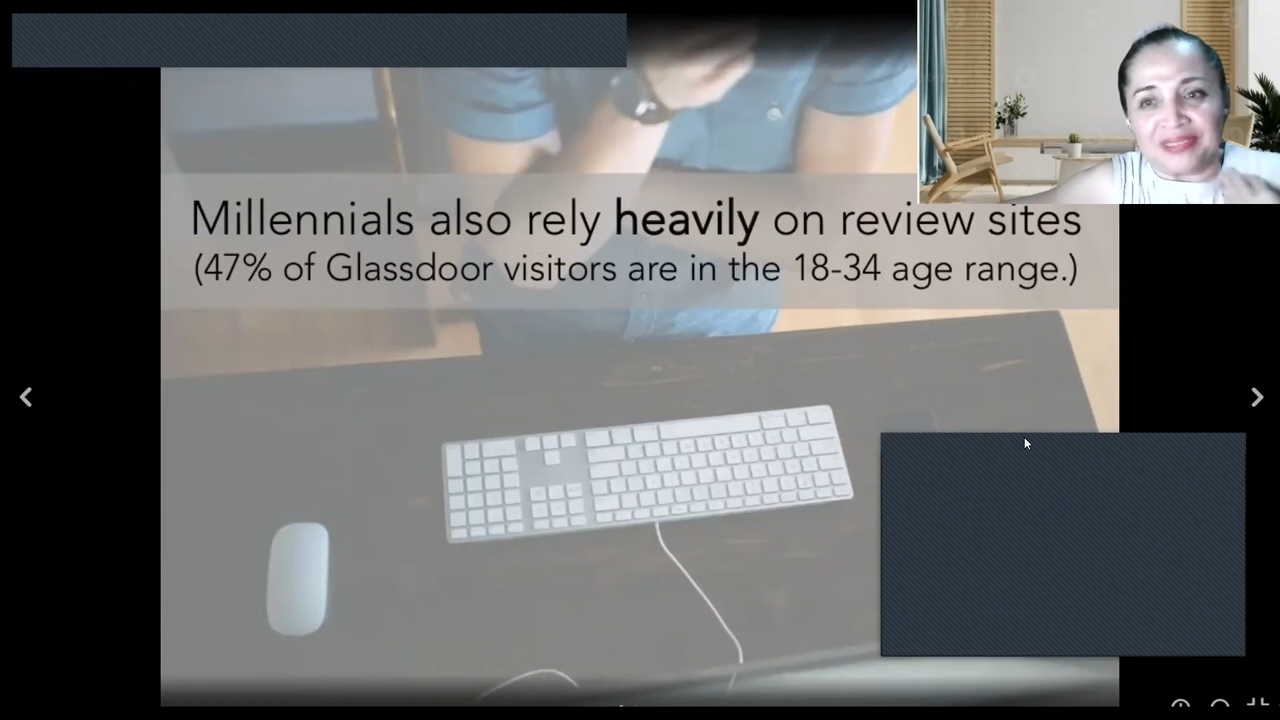 Millennials also rely heavily on review sites
(47% of Glassdoor visitors are in the 18-34 age range.)